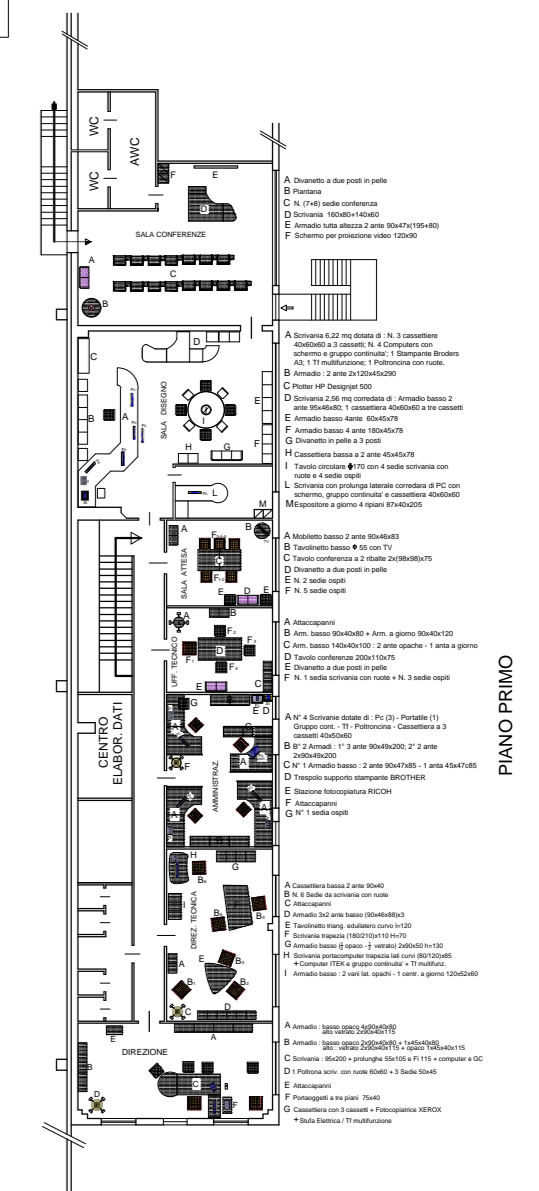 WC
WC
AWC
F
E
D
SALA CONFERENZE
A
C
B
A Divanetto a due posti in pelle
B Piantana
C N. (7+8) sedie conferenza
D Scrivania 160x80+140x60
E Armadio tutta altezza 2 ante 90x47x(195+80)
F Schermo per proiezione video 120x90
C
D
B
A
SALA DISEGNO
E
I
F
H
G
L
M
A Scrivania 6,22 mq dotata di : N. 3 cassettiere
40x60x60 a 3 cassetti; N. 4 Computers con
schermo e gruppo continuita'; 1 Stampante Broders
A3; 1 Tf multifunzione; 1 Poltroncina con ruote.
B Armadio : 2 ante 2x120x45x290
C Plotter HP Designjet 500
D Scrivania 2,56 mq corredata di : Armadio basso 2
ante 95x46x80; 1 cassettiera 40x60x60 a tre cassetti
E Armadio basso 4ante 60x45x78
F Armadio basso 4 ante 180x45x78
G Divanetto in pelle a 3 posti
H Cassettiera bassa a 2 ante 45x45x78
I Tavolo circolare Φ170 con 4 sedie scrivania con
ruote e 4 sedie ospiti
L Scrivania con prolunga laterale corredara di PC con
schermo, gruppo continuita' e cassettiera 40x60x60
M Espositore a giorno 4 ripiani 87x40x205
A
B
TV
SALA ATTESA
C
E
D
E
A Mobiletto basso 2 ante 90x46x83
B Tavolinetto basso Φ 55 con TV
C Tavolo conferenza a 2 ribalte 2x(98x98)x75
D Divanetto a due posti in pelle
E N. 2 sedie ospiti
F N. 5 sedie ospiti
A
B
UFF. TECNICO
F1
F2
D
F3
F4
E
C
A Attaccapanni
B Arm. basso 90x40x80 + Arm. a giorno 90x40x120
C Arm. basso 140x40x100 : 2 ante opache - 1 anta a giorno
D Tavolo conferenze 200x110x75
E Divanetto a due posti in pelle
F N. 1 sedia scrivania con ruote + N. 3 sedie ospiti
CENTRO
ELABOR. DATI
G
E
D
A
F
A
AMMINISTRAZ.
A
A
A N° 4 Scrivanie dotate di : Pc (3) - Portatile (1)
Gruppo cont. - Tf - Poltroncina - Cassettiera a 3
cassetti 40x50x60
B B° 2 Armadi : 1° 3 ante 90x49x200; 2° 2 ante
2x90x49x200
C N° 1 Armadio basso : 2 ante 90x47x85 - 1 anta 45x47x85
D Trespolo supporto stampante BROTHER
E Stazione fotocopiatura RICOH
F Attaccapanni
G N° 1 sedia ospiti
PIANO PRIMO
H
G
B5
I
DIREZ. TECNICA
F
B4
A
B3
E
B1
B2
C
D
A Cassettiera bassa 2 ante 90x40
B N. 6 Sedie da scrivania con ruote
C Attaccapanni
D Armadio 3x2 ante basso (90x46x88)x3
E Tavolinetto triang. eduilatero curvo l=120
F Scrivania trapezia (180/210)x110 H=70
G Armadio basso ( opaco - vetrato) 2x90x50 h=130
H Scrivania portacomputer trapezia lati curvi (80/120)x85
+Computer ITEK e gruppo continuita' + Tf multifunz.
I Armadio basso : 2 vani lat. opachi - 1 centr. a giorno 120x52x60
E
A
DIREZIONE
B
C
D
F
A Armadio : basso opaco 4x90x40x80
alto vetrato 2x90x40x115
B Armadio : basso opaco 2x90x40x80 + 1x45x40x80
alto : vetrato 2x90x40x115 + opaco 1x45x40x115
C Scrivania : 95x200 + prolunghe 55x105 e Fi 115 + computer e GC
D 1 Poltrona scriv. con ruote 60x60 + 3 Sedie 50x45
E Attaccapanni
F Portaoggetti a tre piani 75x40
G Cassettiera con 3 cassetti + Fotocopiatrice XEROX
+Stufa Elettrica / Tf multifunzione